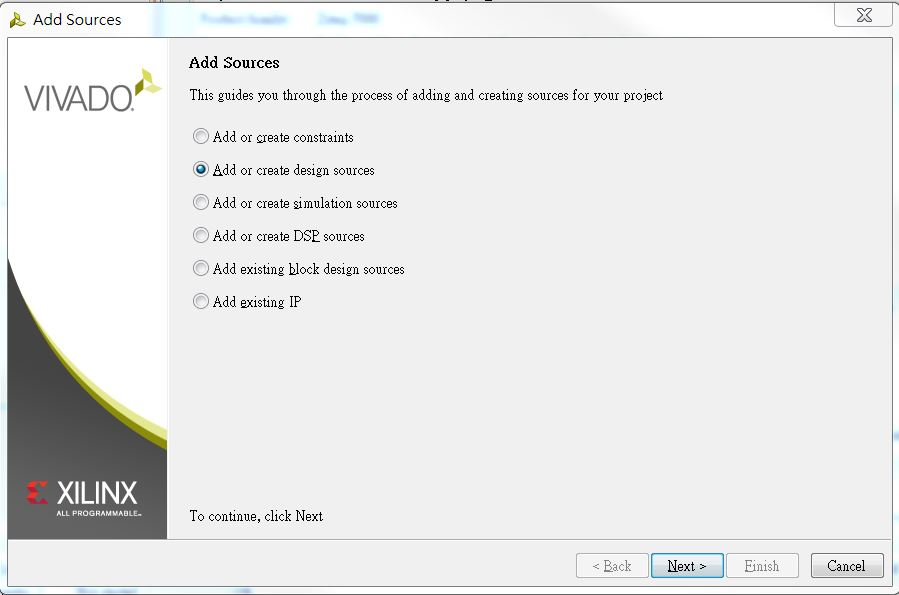 Add Sources
VIVADO
Add Sources
This guides you through the process of adding and creating sources for your project
Add or create constraints
Add or create design sources
Add or create simulation sources
Add or create DSP sources
Add existing block design sources
Add existing IP
XILINX
ALL PROGRAMMABLE™
To continue, click Next
< Back
Next >
Finish
Cancel